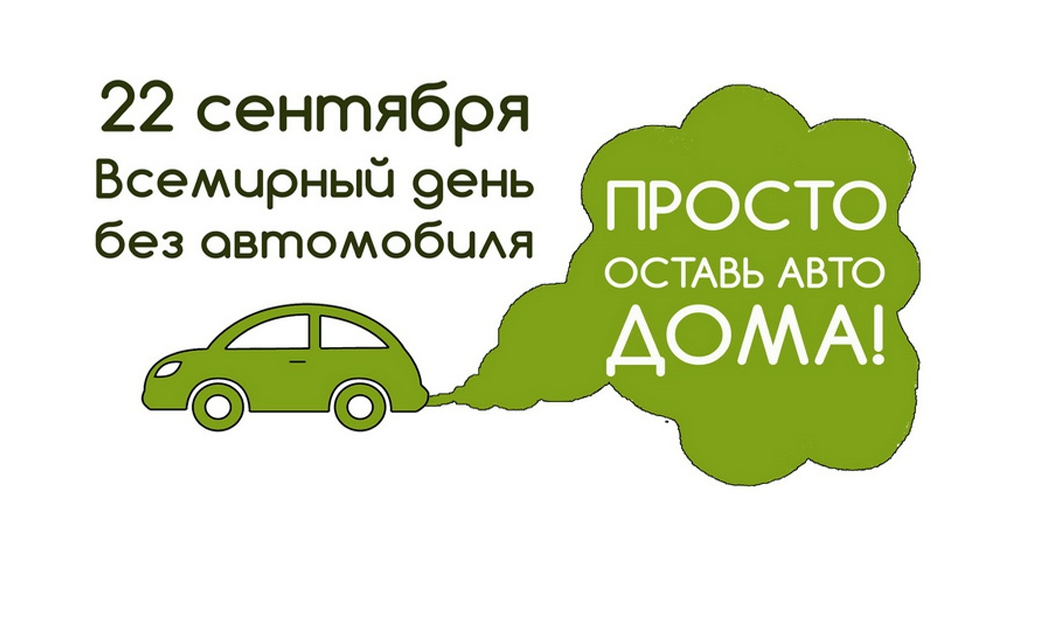 22 сентября
Всемирный день
без автомобиля
ПРОСТО
ОСТАВЬ АВТО
ДОМА!